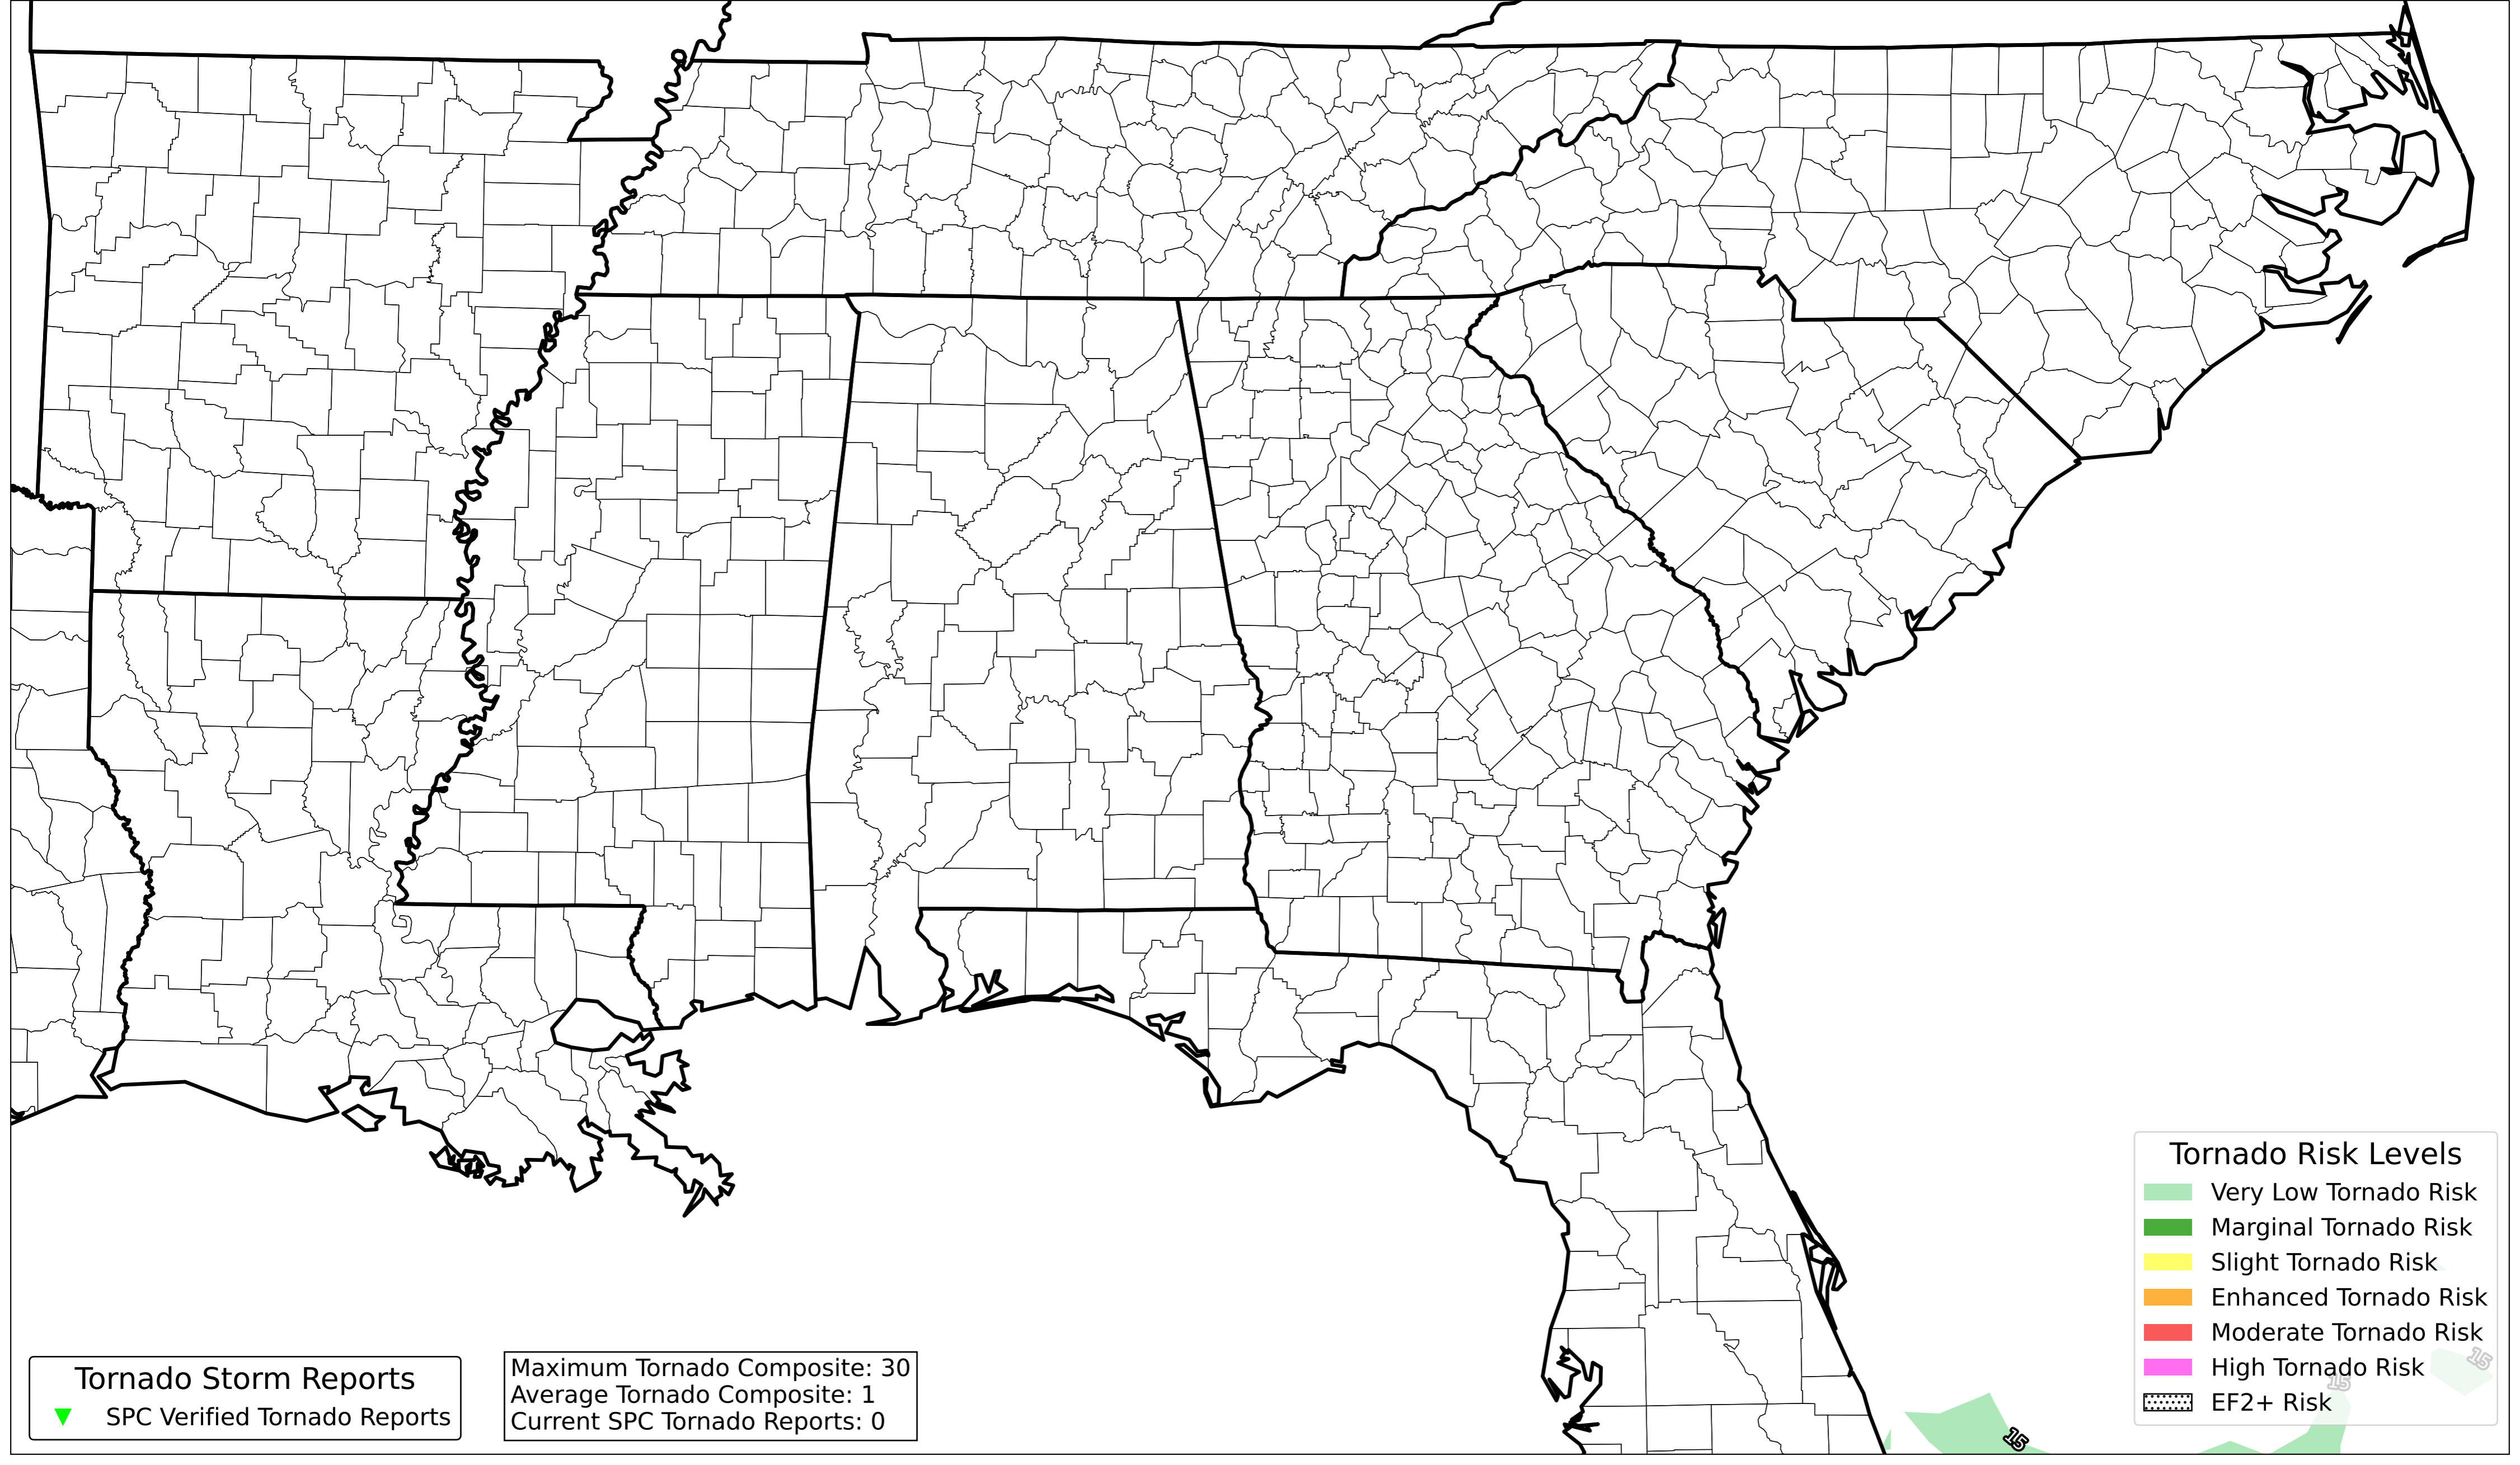 Tornado Risk Levels
Very Low Tornado Risk
Marginal Tornado Risk
Slight Tornado Risk
Enhanced Tornado Risk
Moderate Tornado Risk
High Tornado Risk
EF2+ Risk
15
15
15
Tornado Storm Reports
SPC Verified Tornado Reports
Maximum Tornado Composite: 30
Average Tornado Composite: 1
Current SPC Tornado Reports: 0